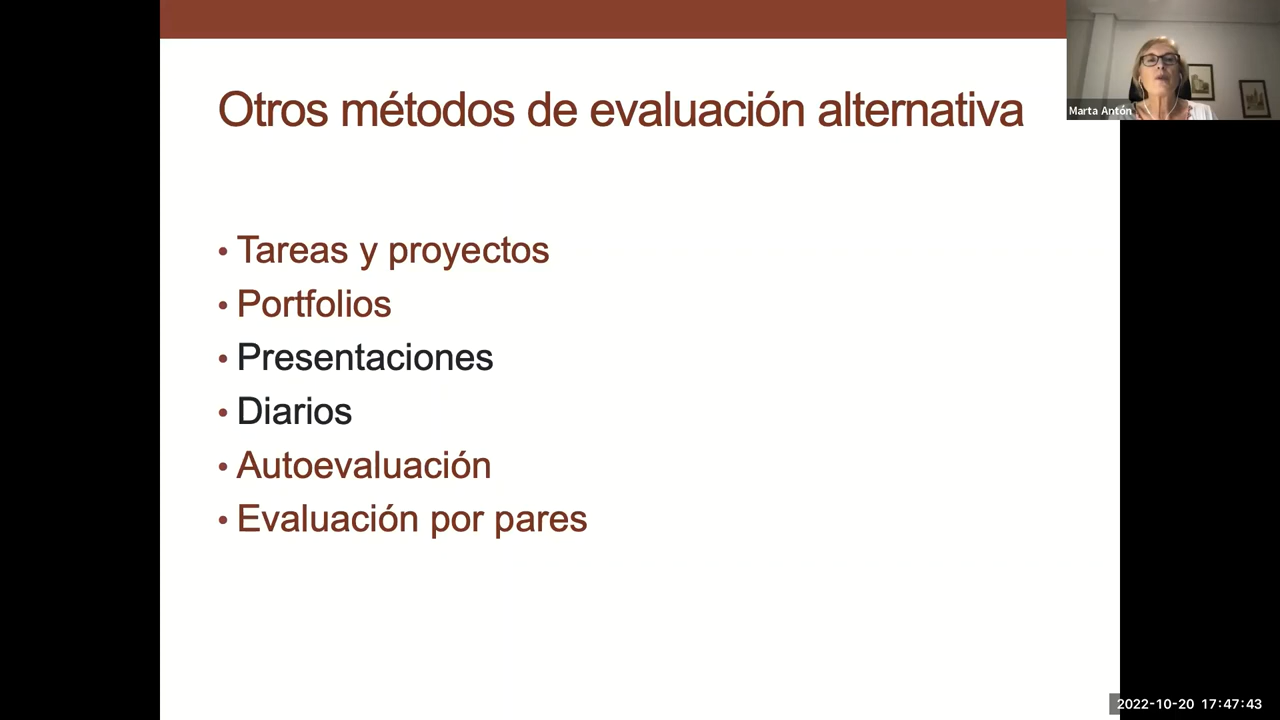 Otros métodos de evaluación alternativa
Marta Antón
• Tareas y proyectos
• Portfolios
• Presentaciones
• Diarios
• Autoevaluación
• Evaluación por pares
2022-10-20 17:47:43